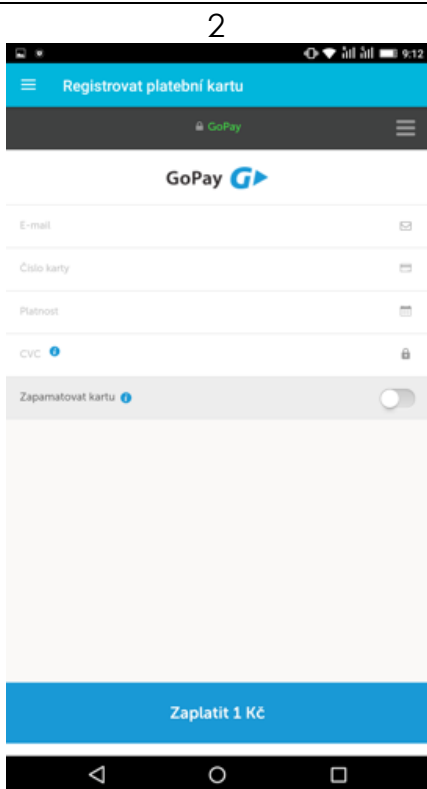 2
9:12
Registrovat platební kartu
GoPay
GoPay G
E-mail
Číslo karty
Platnost
CVC i
Zapamatovat kartu i
Zaplatit 1 Kč